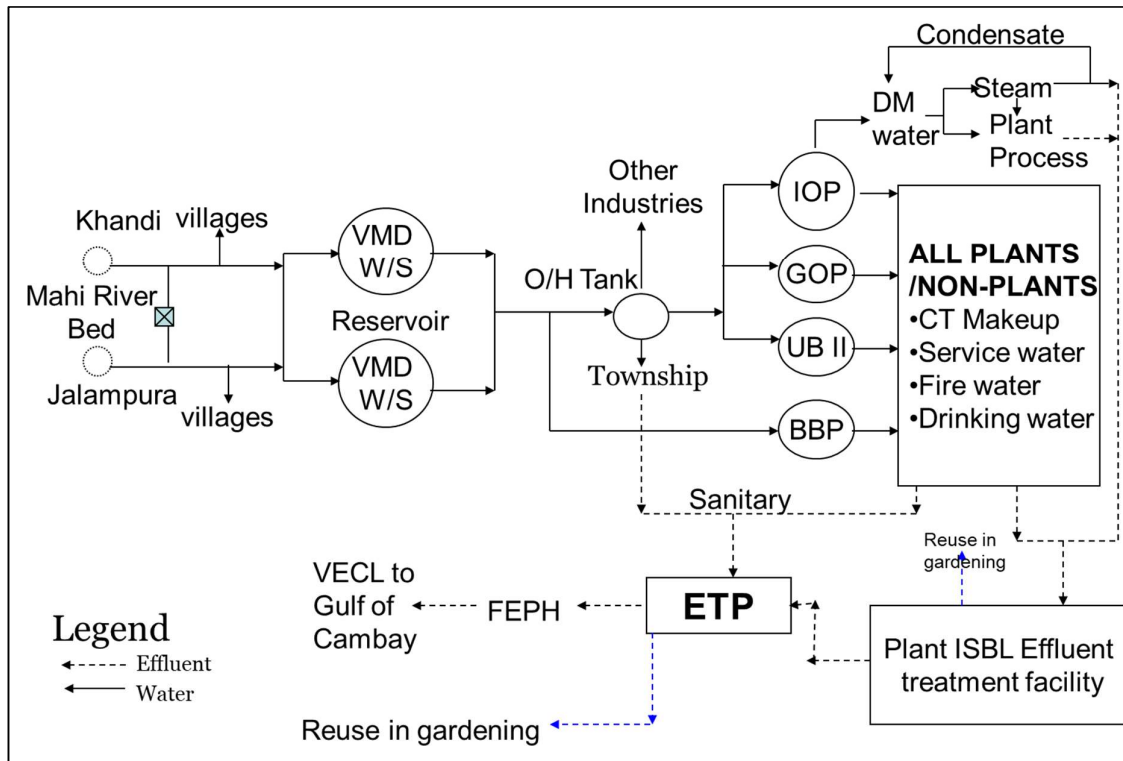 Condensate
Steam
DM
water
Plant
Process
Other
Industries
IOP
Khandi
villages
VMD
W/S
ALL PLANTS
/NON-PLANTS
•CT Makeup
•Service water
•Fire water
•Drinking water
O/H Tank
GOP
Mahi River
Bed
Reservoir
UB II
Jalampura
villages
VMD
W/S
Township
BBP
Sanitary
Reuse in
gardening
VECL to
Gulf of
Cambay
FEPH
ETP
Plant ISBL Effluent
treatment facility
Legend
Effluent
Water
Reuse in gardening